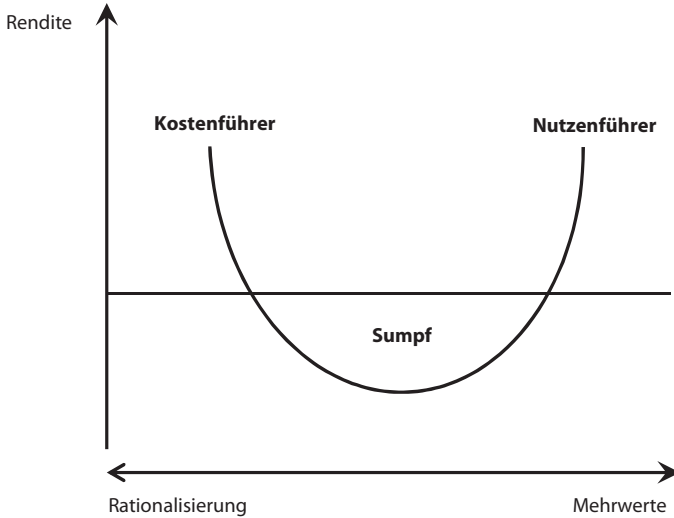 Rendite
Kostenführer
Nutzenführer
Sumpf
Rationalisierung
Mehrwerte